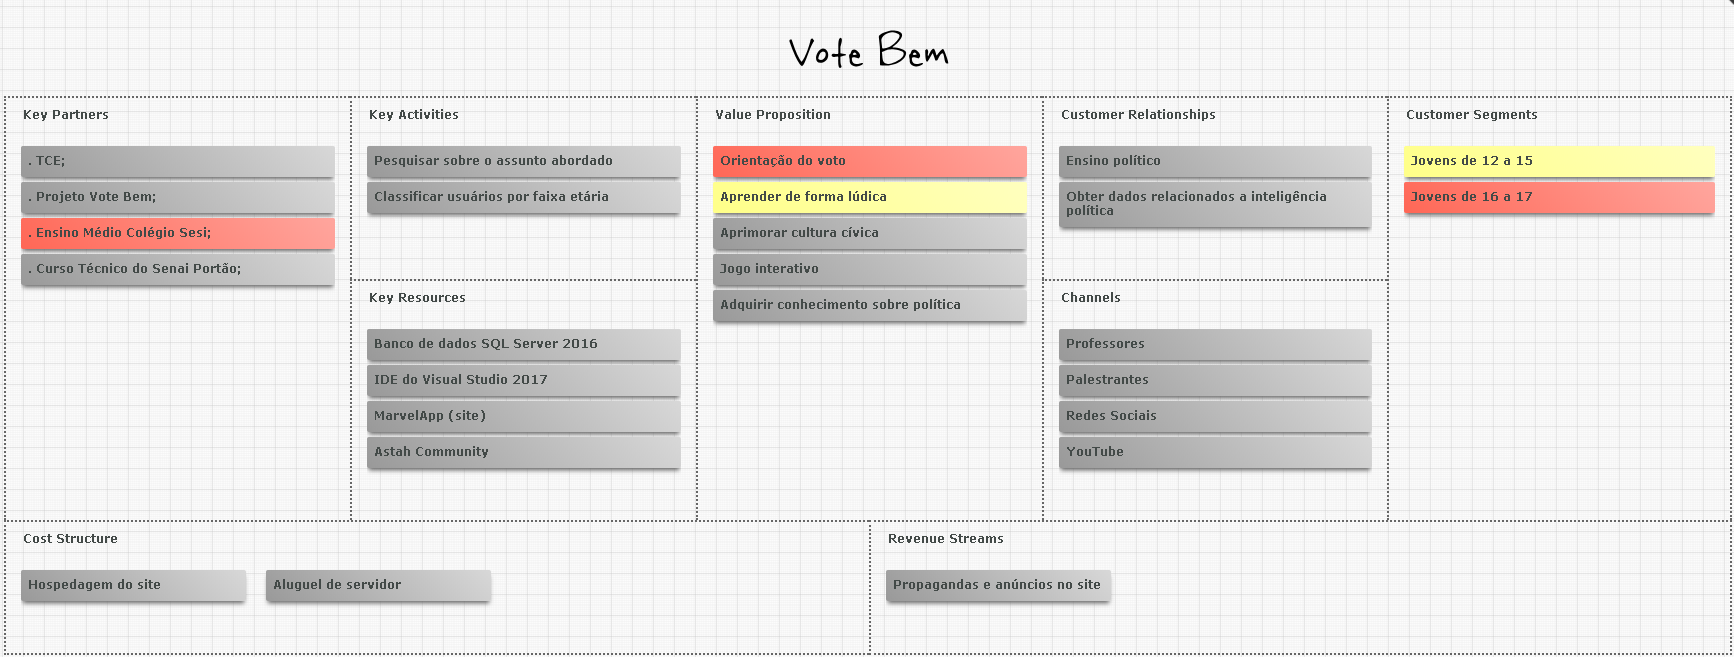 Vote Bem
Key Partners
. TCE;
. Projeto Vote Bem;
. Ensino Médio Colégio Sesi;
. Curso Técnico do Senai Portão;
Key Activities
Pesquisar sobre o assunto abordado
Classificar usuários por faixa etária
Key Resources
Banco de dados SQL Server 2016
IDE do Visual Studio 2017
MarvelApp (site)
Astah Community
Value Proposition
Orientação do voto
Aprender de forma lúdica
Aprimorar cultura cívica
Jogo interativo
Adquirir conhecimento sobre política
Customer Relationships
Ensino político
Obter dados relacionados a inteligência
política
Channels
Professores
Palestrantes
Redes Sociais
YouTube
Customer Segments
Jovens de 12 a 15
Jovens de 16 a 17
Cost Structure
Hospedagem do site
Aluguel de servidor
Revenue Streams
Propagandas e anúncios no site